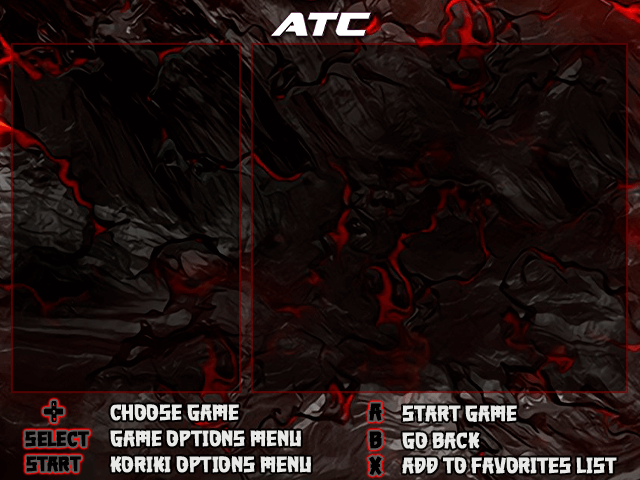 ATC
CHOOSE GAME
SELECT GAME OPTIONS MENU
START KORIKI OPTIONS MENU
A START GAME
B GO BACK
X ADD TO FAVORITES LIST